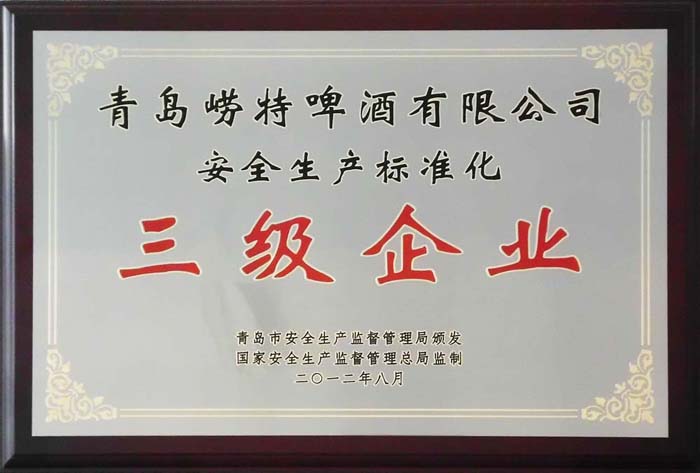 青岛崂特啤酒有限公司
安全生产标准化
三级企业
青岛市安全生产监督管理局颁发
国家安全生产监督管理总局监制
二〇一二年八月